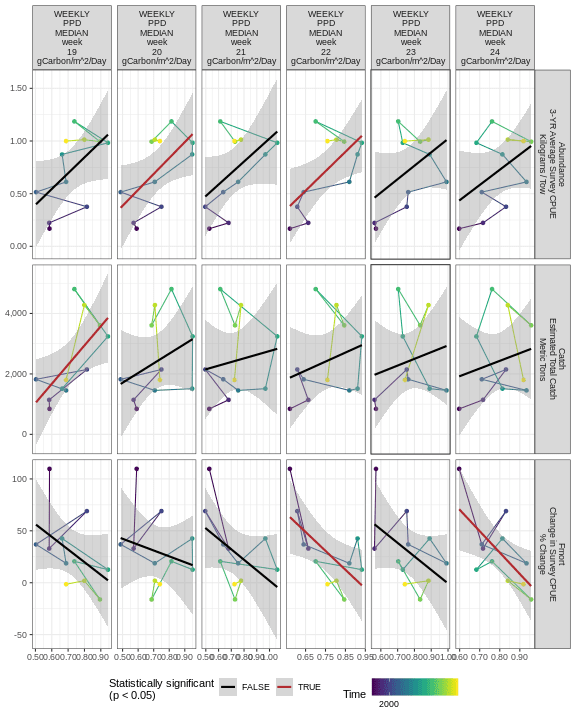 WEEKLY WEEKLY WEEKLY WEEKLY WEEKLY WEEKLY
PPD PPD PPD PPD PPD PPD
MEDIAN MEDIAN MEDIAN MEDIAN MEDIAN MEDIAN
week week week week week week
19 20 21 22 23 24
gCarbon/m^2/Day gCarbon/m^2/Day gCarbon/m^2/Day gCarbon/m^2/Day gCarbon/m^2/Day gCarbon/m^2/Day
1.50
1.00
0.50
0.00
Abundance
3-YR Average Survey CPUE
Kilograms / Tow
4,000
2,000
0
Catch
Estimated Total Catch
Metric Tons
100
50
0
-50
Fmort
Change in Survey CPUE
% Change
0.50 0.60 0.70 0.80 0.90 0.50 0.60 0.70 0.80 0.90 0.50 0.60 0.70 0.80 0.90 1.00 0.65 0.75 0.85 0.95 0.60 0.70 0.80 0.90 1.00 0.60 0.70 0.80 0.90
Statistically significant
(p < 0.05)
FALSE TRUE
Time
2000